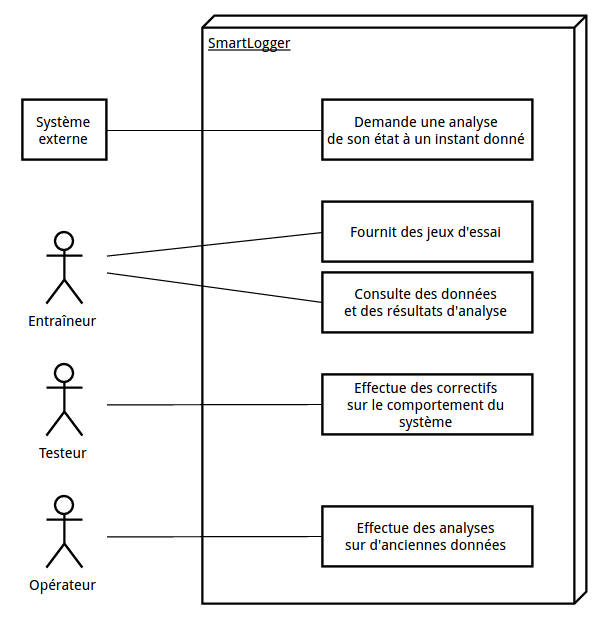 SmartLogger
Système
externe
Demande une analyse
de son état à un instant donné
Fournit des jeux d'essai
Consulte des données
et des résultats d'analyse
Entraîneur
Effectue des correctifs
sur le comportement du
système
Testeur
Effectue des analyses
sur d'anciennes données
Opérateur